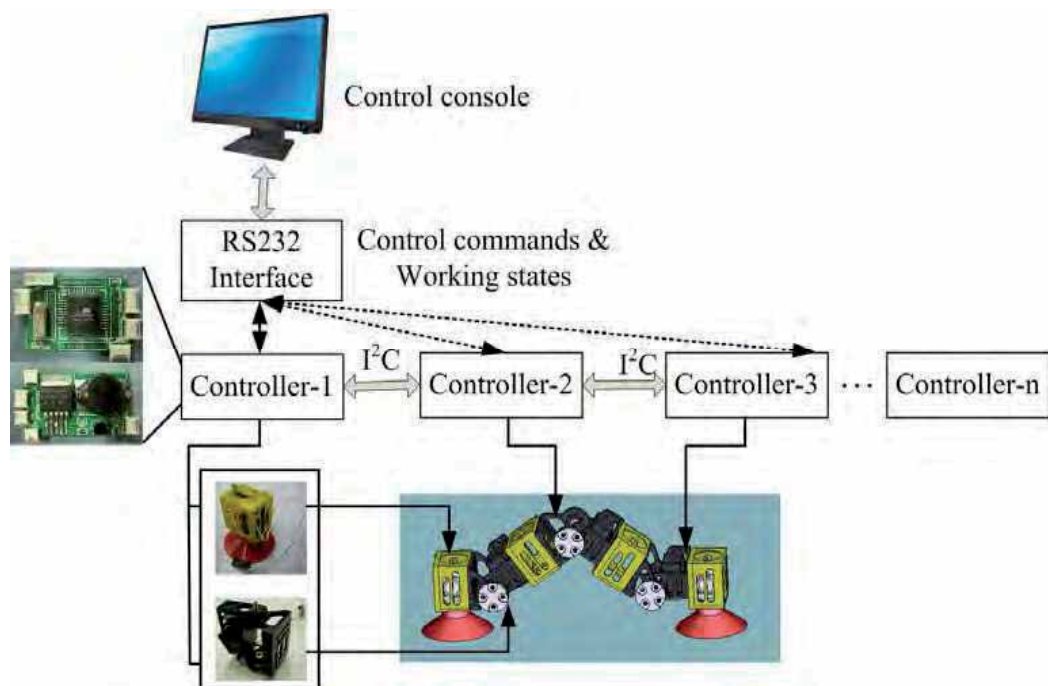 Control console
RS232
Interface
Control commands &
Working states
I²C
I²C
Controller-1
Controller-2
Controller-3
...
Controller-n